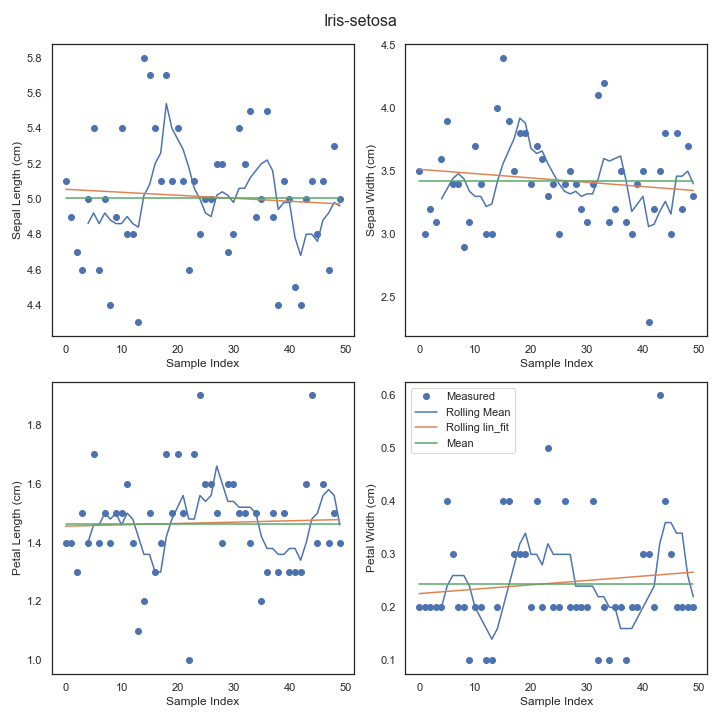 Iris-setosa
5.8
5.6
5.4
5.2
5.0
4.8
4.6
4.4
Sepal Length (cm)
0 10 20 30 40 50
Sample Index
4.5
4.0
3.5
3.0
2.5
Sepal Width (cm)
0 10 20 30 40 50
Sample Index
1.8
1.6
1.4
1.2
1.0
Petal Length (cm)
0 10 20 30 40 50
Sample Index
0.6
0.5
0.4
0.3
0.2
0.1
Petal Width (cm)
Measured
Rolling Mean
Rolling lin_fit
Mean
0 10 20 30 40 50
Sample Index